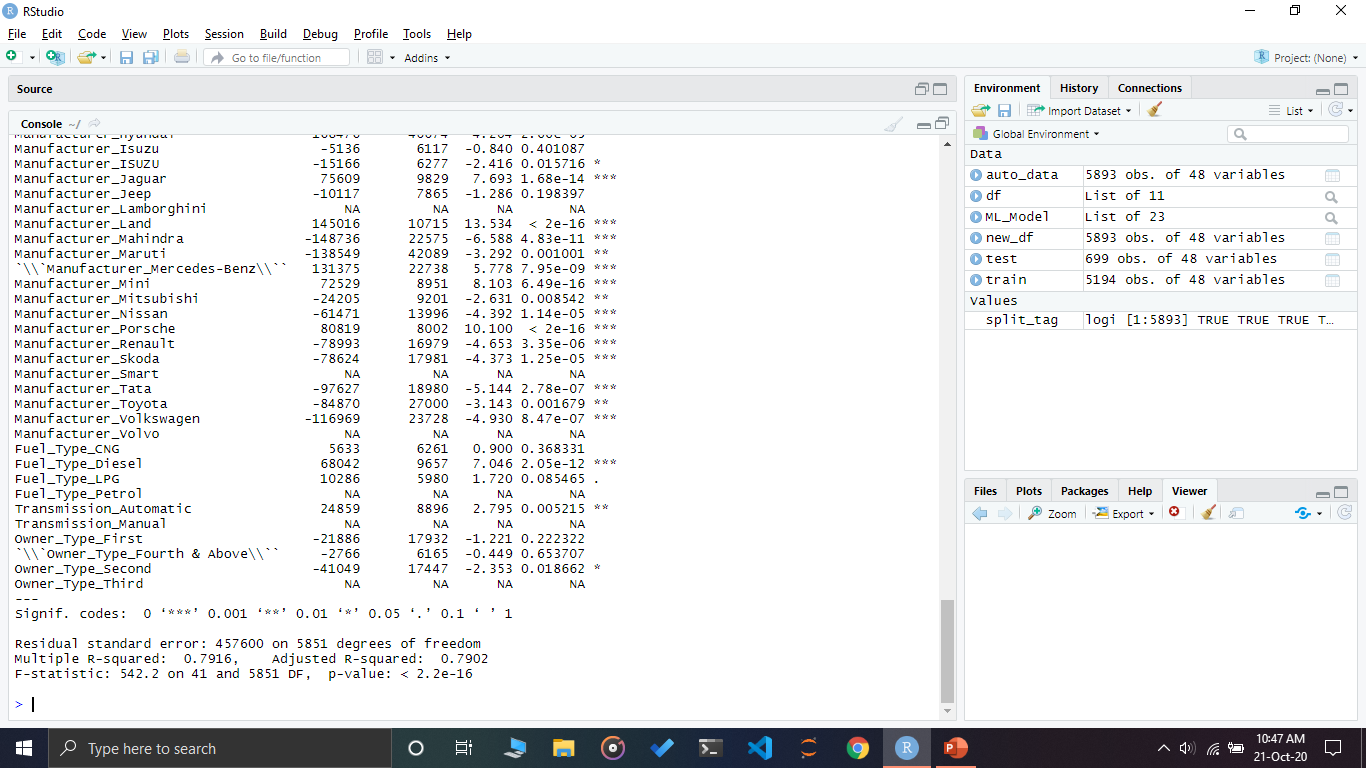 RStudio
File Edit Code View Plots Session Build Debug Profile Tools Help
Go to file/function Addins Project: (None)
Source
Console ~/
Manufacturer_Isuzu -5136 6117 -0.840 0.401087
Manufacturer_ISUZU -15166 6277 -2.416 0.015716 *
Manufacturer_Jaguar 75609 9829 7.693 1.68e-14 ***
Manufacturer_Jeep -10117 7865 -1.286 0.198397
Manufacturer_Lamborghini NA NA NA NA
Manufacturer_Land 145016 10715 13.534 < 2e-16 ***
Manufacturer_Mahindra -148736 22575 -6.588 4.83e-11 ***
Manufacturer_Maruti -138549 42089 -3.292 0.001001 **
`\\`Manufacturer_Mercedes-Benz\\`` 131375 22738 5.778 7.95e-09 ***
Manufacturer_Mini 72529 8951 8.103 6.49e-16 ***
Manufacturer_Mitsubishi -24205 9201 -2.631 0.008542 **
Manufacturer_Nissan -61471 13996 -4.392 1.14e-05 ***
Manufacturer_Porsche 80819 8002 10.100 < 2e-16 ***
Manufacturer_Renault -78993 16979 -4.653 3.35e-06 ***
Manufacturer_Skoda -78624 17981 -4.373 1.25e-05 ***
Manufacturer_Smart NA NA NA NA
Manufacturer_Tata -97627 18980 -5.144 2.78e-07 ***
Manufacturer_Toyota -84870 27000 -3.143 0.001679 **
Manufacturer_Volkswagen -116969 23728 -4.930 8.47e-07 ***
Manufacturer_Volvo NA NA NA NA
Fuel_Type_CNG 5633 6261 0.900 0.368331
Fuel_Type_Diesel 68042 9657 7.046 2.05e-12 ***
Fuel_Type_LPG 10286 5980 1.720 0.085465 .
Fuel_Type_Petrol NA NA NA NA
Transmission_Automatic 24859 8896 2.795 0.005215 **
Transmission_Manual NA NA NA NA
Owner_Type_First -21886 17932 -1.221 0.222322
`\\`Owner_Type_Fourth & Above\\`` -2766 6165 -0.449 0.653707
Owner_Type_Second -41049 17447 -2.353 0.018662 *
Owner_Type_Third NA NA NA NA
---
Signif. codes: 0 ‘***’ 0.001 ‘**’ 0.01 ‘*’ 0.05 ‘.’ 0.1 ‘ ’ 1
Residual standard error: 457600 on 5851 degrees of freedom
Multiple R-squared: 0.7916, Adjusted R-squared: 0.7902
F-statistic: 542.2 on 41 and 5851 DF, p-value: < 2.2e-16
>
Environment History Connections
Import Dataset List
Global Environment
Data
auto_data 5893 obs. of 48 variables
df List of 11
ML_Model List of 23
new_df 5893 obs. of 48 variables
test 699 obs. of 48 variables
train 5194 obs. of 48 variables
Values
split_tag logi [1:5893] TRUE TRUE TRUE T…
Files Plots Packages Help Viewer
Zoom Export
Type here to search
10:47 AM
21-Oct-20